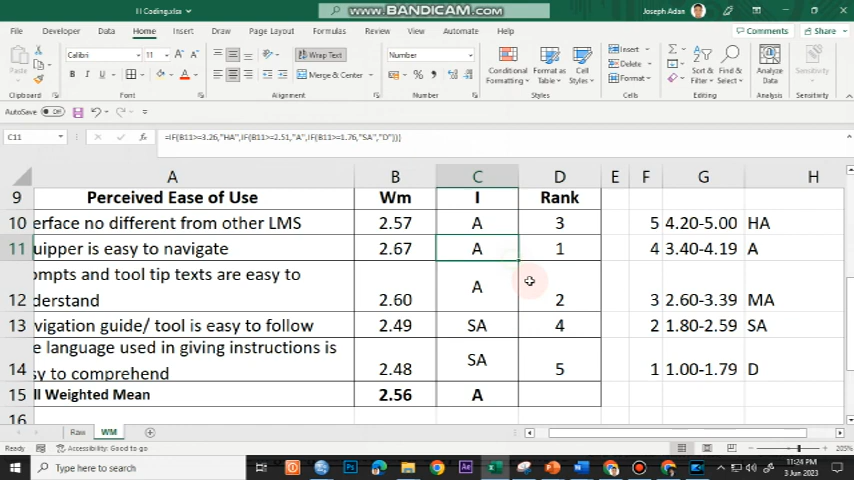 I I Coding.xlsx
www.BANDICAM.com
Joseph Adan
File Developer Home Insert Draw Page Layout Formulas Review View Automate Help
Comments Share
Paste
Calibri 11
Wrap Text
Merge & Center
Number
Conditional Formatting
Format as Table
Cell Styles
Insert
Delete
Format
Sort & Filter
Find & Select
Analyze Data
Sensitivity
Clipboard Font Alignment Number Styles Cells Editing Analysis Sensitivity
AutoSave Off
C11
fx
=IF(B11>=3.26,"HA",IF(B11>=2.51,"A",IF(B11>=1.76,"SA","D")))
A B C D E F G H
9 Perceived Ease of Use Wm I Rank
10 erface no different from other LMS 2.57 A 3 5 4.20-5.00 HA
11 uipper is easy to navigate 2.67 A 1 4 3.40-4.19 A
ompts and tool tip texts are easy to
12 derstand 2.60 A 2 3 2.60-3.39 MA
13 vigation guide/ tool is easy to follow 2.49 SA 4 2 1.80-2.59 SA
e language used in giving instructions is
14 sy to comprehend 2.48 SA 5 1 1.00-1.79 D
15 ll Weighted Mean 2.56 A
16
Raw WM
Ready Accessibility: Good to go
205%
Type here to search
11:24 PM
3 Jun 2023